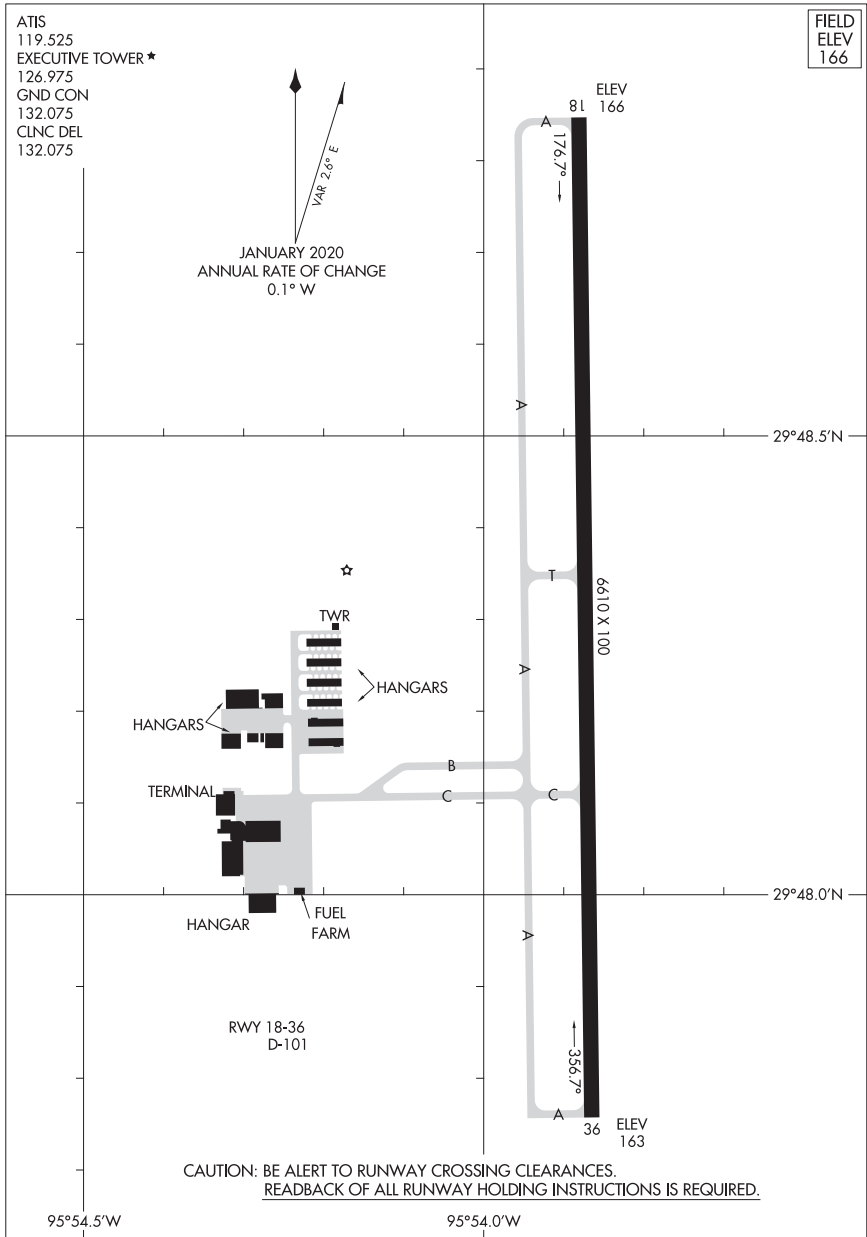 ATIS
119.525
EXECUTIVE TOWER ★
126.975
GND CON
132.075
CLNC DEL
132.075
FIELD
ELEV
166
VAR 2.6° E
JANUARY 2020
ANNUAL RATE OF CHANGE
0.1° W
18
ELEV
166
A
176.7°
A
29°48.5'N
T
6610 X 100
TWR
A
HANGARS
HANGARS
B
TERMINAL
C
C
29°48.0'N
HANGAR
FUEL
FARM
A
RWY 18-36
D-101
356.7°
A
36
ELEV
163
CAUTION: BE ALERT TO RUNWAY CROSSING CLEARANCES.
READBACK OF ALL RUNWAY HOLDING INSTRUCTIONS IS REQUIRED.
95°54.5'W
95°54.0'W